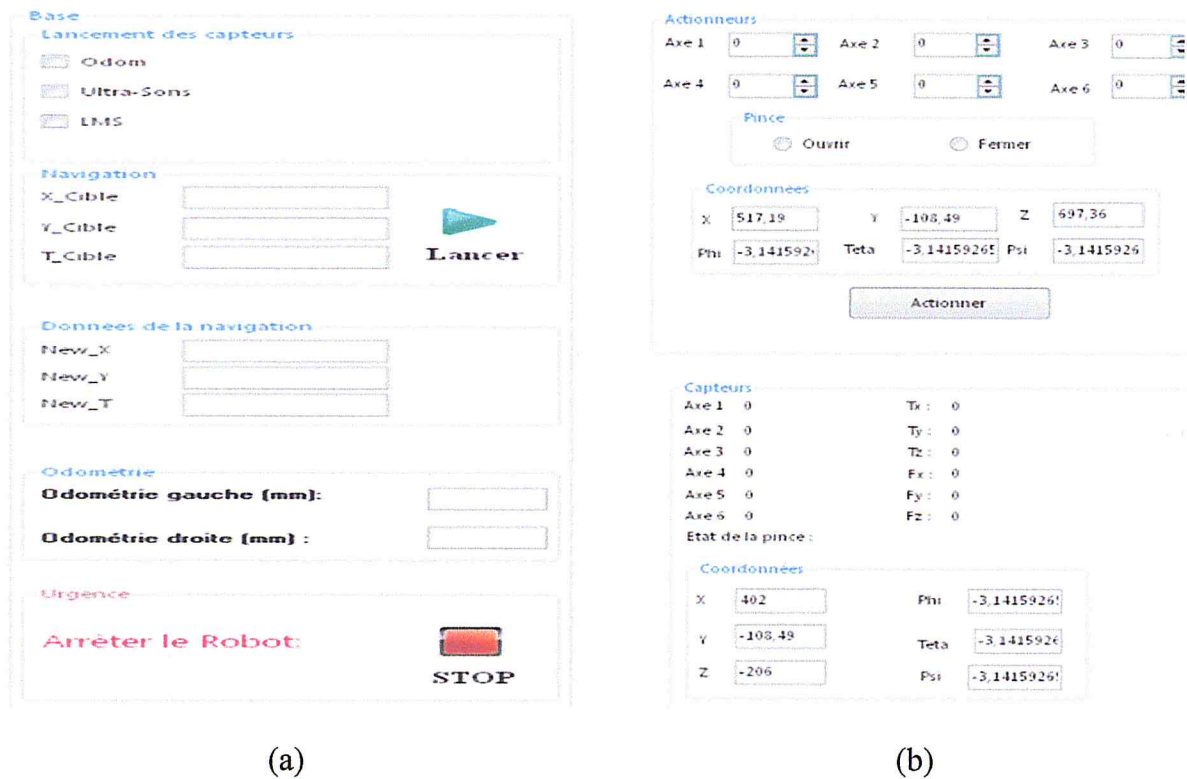 Base
Lancement des capteurs
Odom
Ultra-Sons
LMS
Navigation
X_Cible
Y_Cible
T_Cible
Lancer
Données de la navigation
New_X
New_Y
New_T
Odométrie
Odométrie gauche (mm):
Odométrie droite (mm) :
Urgence
Arrêter le Robot:
STOP
(a)
Actionneurs
Axe 1 0 Axe 2 0 Axe 3 0
Axe 4 0 Axe 5 0 Axe 6 0
Pince
Ouvrir Fermer
Coordonnées
X 517,19 Y -108,49 Z 697,36
Phi -3,141592 Teta -3,14159265 Psi -3,1415926
Actionner
Capteurs
Axe 1 0 Tx : 0
Axe 2 0 Ty : 0
Axe 3 0 Tz : 0
Axe 4 0 Fx : 0
Axe 5 0 Fy : 0
Axe 6 0 Fz : 0
Etat de la pince :
Coordonnées
X 402 Phi -3,1415926
Y -108,49 Teta -3,141592
Z -206 Psi -3,1415926
(b)